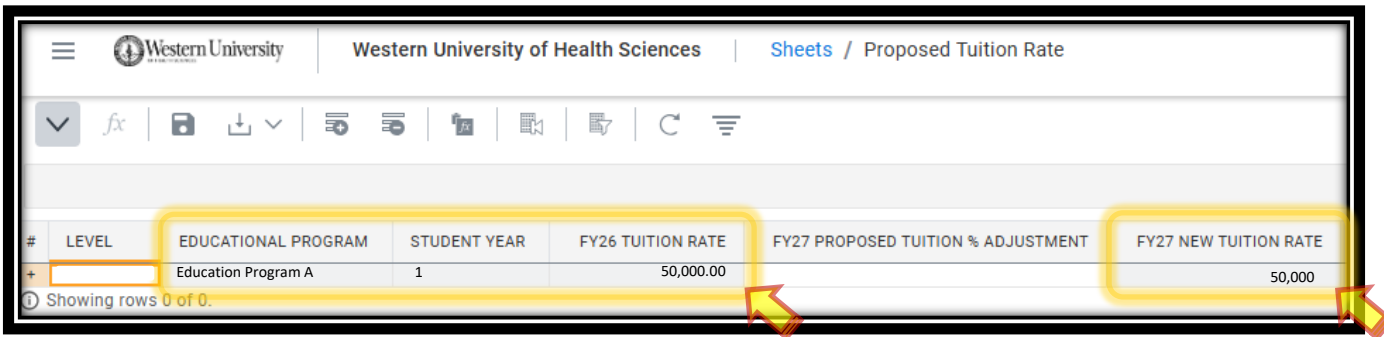 Western University Western University of Health Sciences | Sheets / Proposed Tuition Rate
fx
fx
# LEVEL EDUCATIONAL PROGRAM STUDENT YEAR FY26 TUITION RATE FY27 PROPOSED TUITION % ADJUSTMENT FY27 NEW TUITION RATE
+ Education Program A 1 50,000.00 50,000
Showing rows 0 of 0.